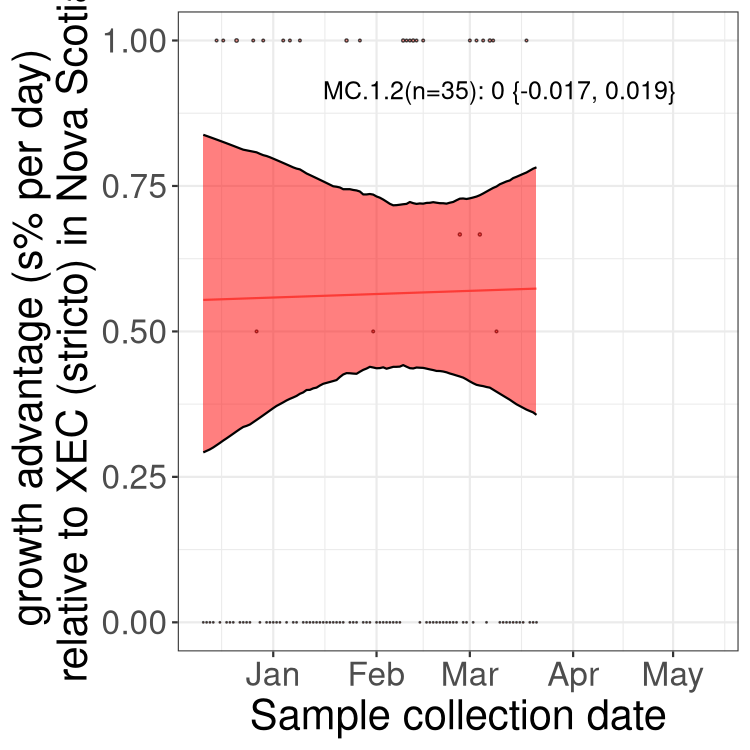 growth advantage (s% per day)
relative to XEC (stricto) in Nova Scotia
1.00
0.75
0.50
0.25
0.00
MC.1.2(n=35): 0 {-0.017, 0.019}
Jan Feb Mar Apr May
Sample collection date